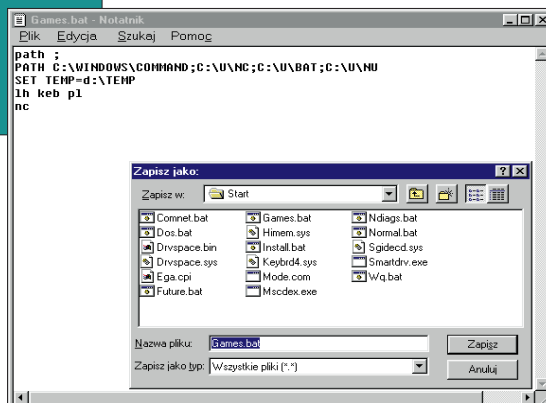 Games.bat - Notatnik
Plik Edycja Szukaj Pomoc
path ;
PATH C:\WINDOWS\COMMAND;C:\U\NC;C:\U\BAT;C:\U\NU
SET TEMP=d:\TEMP
lh keb pl
nc
Zapisz jako:
Zapisz w: Start
Comnet.bat Games.bat Ndiags.bat
Dos.bat Himem.sys Normal.bat
Drvspace.bin Install.bat Sgidecd.sys
Drvspace.sys Keybrd4.sys Smartdrv.exe
Ega.cpi Mode.com Wq.bat
Future.bat Mscdex.exe
Nazwa pliku: Games.bat Zapisz
Zapisz jako typ: Wszystkie pliki (*.*) Anuluj